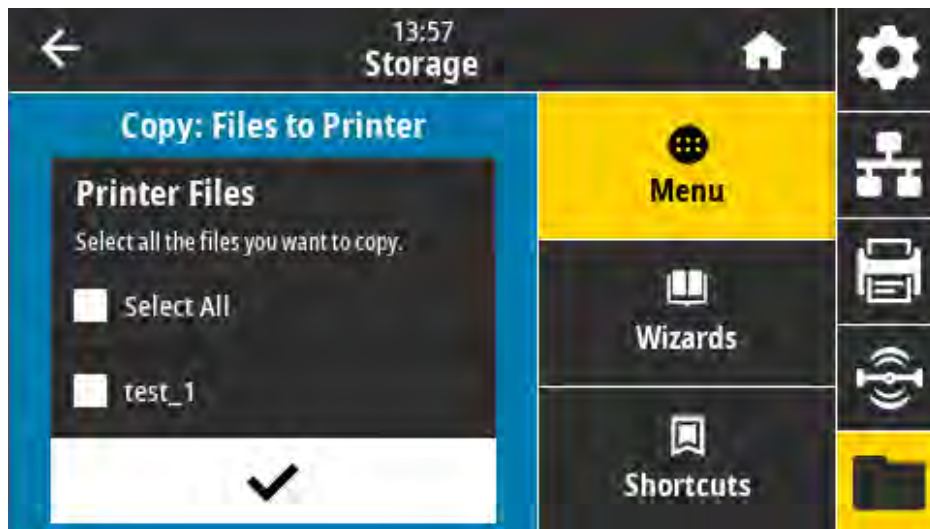 13:57
Storage
Copy: Files to Printer
Printer Files
Select all the files you want to copy.
Select All
test_1
Menu
Wizards
Shortcuts